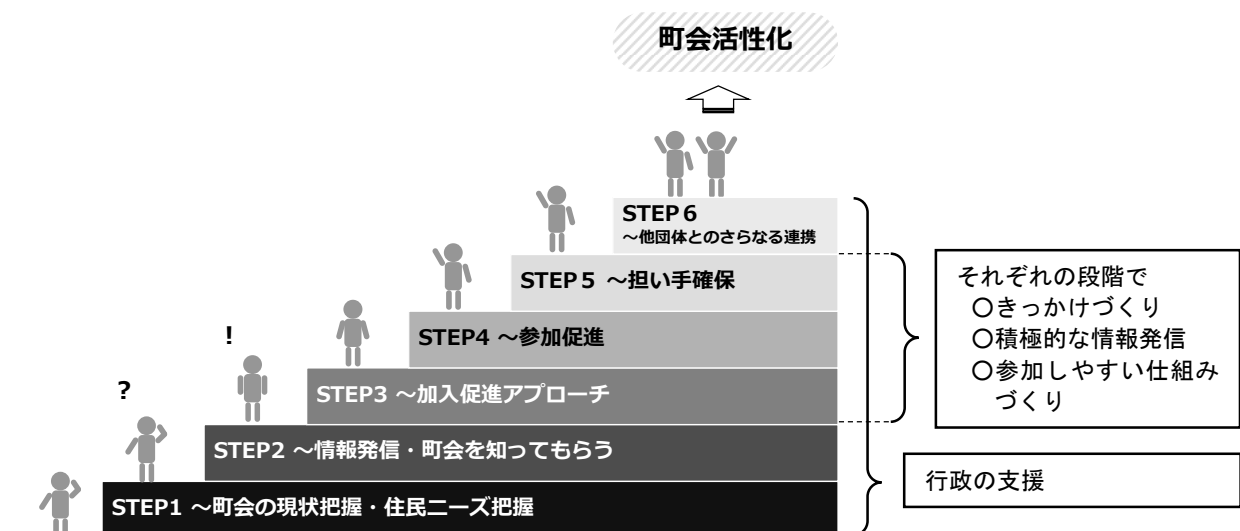 町会活性化
STEP６
～他団体とのさらなる連携
STEP５ ～担い手確保
STEP4 ～参加促進
!
STEP3 ～加入促進アプローチ
?
STEP2 ～情報発信・町会を知ってもらう
STEP1 ～町会の現状把握・住民ニーズ把握
それぞれの段階で
〇きっかけづくり
〇積極的な情報発信
〇参加しやすい仕組み
づくり
行政の支援